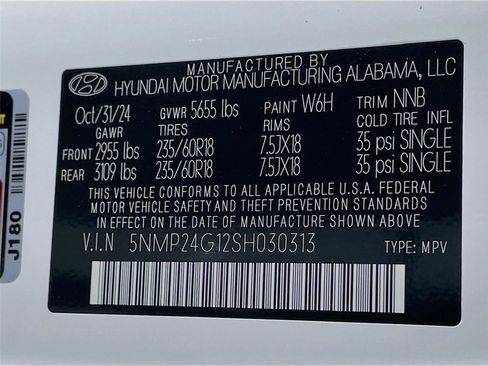 MANUFACTURED BY
HYUNDAI MOTOR MANUFACTURING ALABAMA, LLC
Oct/31/24 GVWR 5655 lbs PAINT W6H TRIM NNB
GAWR TIRES RIMS COLD TIRE INFL
FRONT 2955 lbs 235/60R18 7.5JX18 35 psi SINGLE
REAR 3109 lbs 235/60R18 7.5JX18 35 psi SINGLE
THIS VEHICLE CONFORMS TO ALL APPLICABLE U.S.A. FEDERAL
MOTOR VEHICLE SAFETY AND THEFT PREVENTION STANDARDS
IN EFFECT ON THE DATE OF MANUFACTURE SHOWN ABOVE.
V.I.N 5NMP24G12SH030313 TYPE: MPV
J180